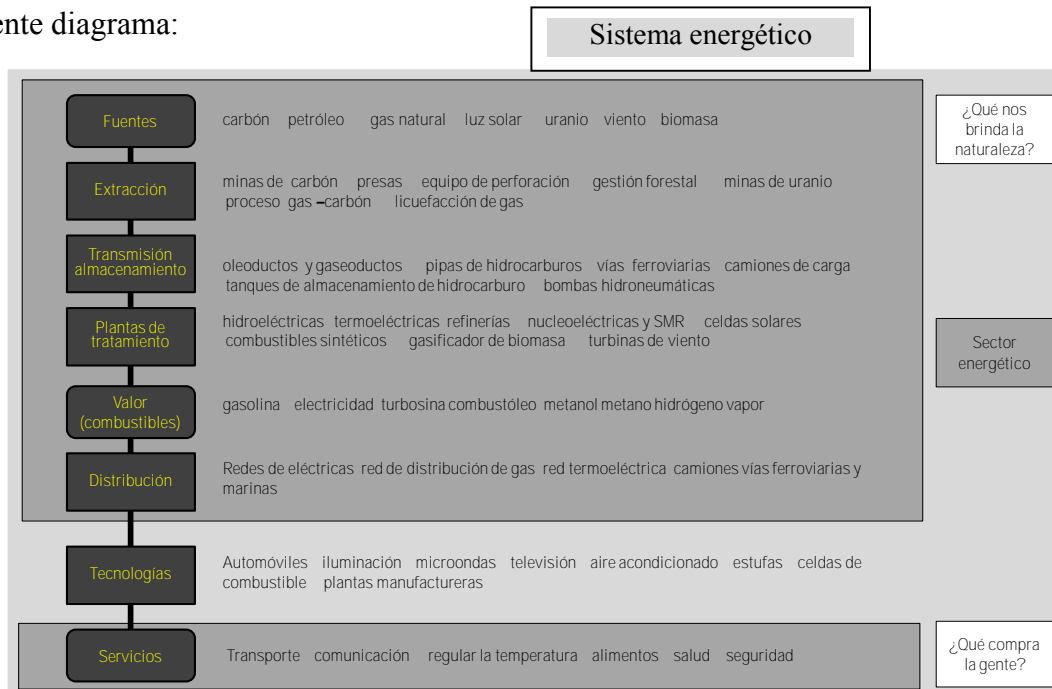 ente diagrama:
Sistema energético
Fuentes
carbón petróleo gas natural luz solar uranio viento biomasa
¿Qué nos
brinda la
naturaleza?
Extracción
minas de carbón presas equipo de perforación gestión forestal minas de uranio
proceso gas –carbón licuefacción de gas
Transmisión
almacenamiento
oleoductos y gaseoductos pipas de hidrocarburos vías ferroviarias camiones de carga
tanques de almacenamiento de hidrocarburo bombas hidroneumáticas
Plantas de
tratamiento
hidroeléctricas termoeléctricas refinerías nucleoeléctricas y SMR celdas solares
combustibles sintéticos gasificador de biomasa turbinas de viento
Sector
energético
Valor
(combustibles)
gasolina electricidad turbosina combustóleo metanol metano hidrógeno vapor
Distribución
Redes de eléctricas red de distribución de gas red termoeléctrica camiones vías ferroviarias y
marinas
Tecnologías
Automóviles iluminación microondas televisión aire acondicionado estufas celdas de
combustible plantas manufactureras
Servicios
Transporte comunicación regular la temperatura alimentos salud seguridad
¿Qué compra
la gente?